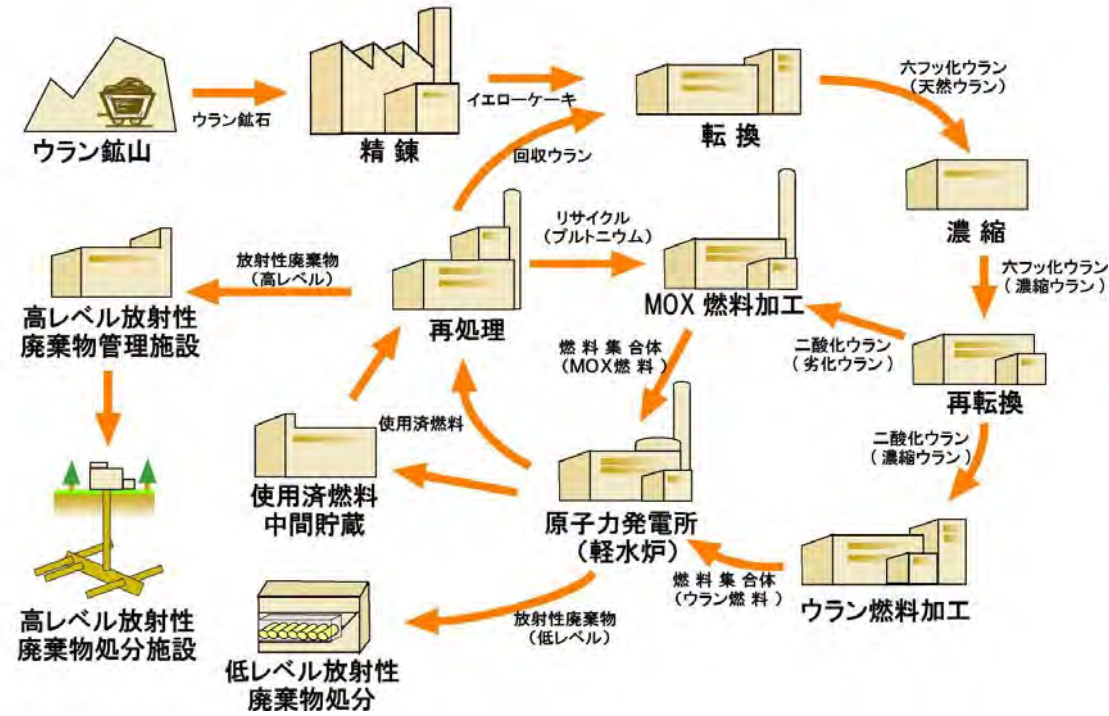 ウラン鉱山
ウラン鉱石
精 錬
イエローケーキ
転 換
六フッ化ウラン
（天然ウラン）
濃 縮
六フッ化ウラン
（濃縮ウラン）
再転換
二酸化ウラン
（劣化ウラン）
二酸化ウラン
（濃縮ウラン）
ウラン燃料加工
燃 料 集 合 体
（ウラン 燃 料 ）
回収ウラン
リサイクル
（プルトニウム）
MOX 燃料加工
燃 料 集 合 体
（MOX燃 料 ）
原子力発電所
（軽水炉）
再処理
使用済燃料
使用済燃料
中間貯蔵
放射性廃棄物
（高レベル）
高レベル放射性
廃棄物管理施設
高レベル放射性
廃棄物処分施設
放射性廃棄物
（低レベル）
低レベル放射性
廃棄物処分